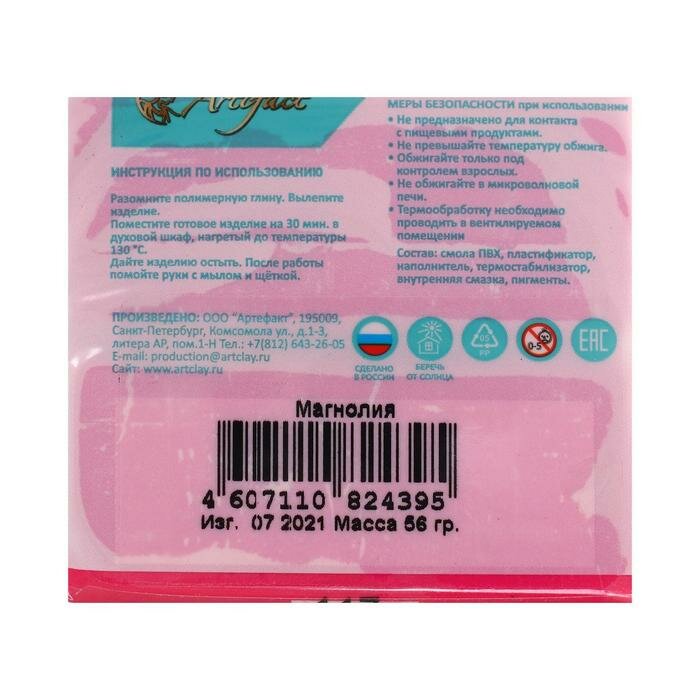 Artefact
ИНСТРУКЦИЯ ПО ИСПОЛЬЗОВАНИЮ
Разомните полимерную глину. Вылепите
изделие.
Поместите готовое изделие на 30 мин. в
духовой шкаф, нагретый до температуры
130 °С.
Дайте изделию остыть. После работы
помойте руки с мылом и щёткой.
МЕРЫ БЕЗОПАСНОСТИ при использовании
• Не предназначено для контакта
с пищевыми продуктами.
• Не превышайте температуру обжига.
• Обжигайте только под
контролем взрослых.
• Не обжигайте в микроволновой
печи.
• Термообработку необходимо
проводить в вентилируемом
помещении
Состав: смола ПВХ, пластификатор,
наполнитель, термостабилизатор,
внутренняя смазка, пигменты.
ПРОИЗВЕДЕНО: ООО "Артефакт", 195009,
Санкт-Петербург, Комсомола ул., д.1-3,
литера АР, пом.1-Н Тел.: +7(812) 643-26-05
E-mail: production@artclay.ru
Сайт: www.artclay.ru
СДЕЛАНО
В РОССИИ
БЕРЕЧЬ
ОТ СОЛНЦА
05
PP
0-5
EAC
Магнолия
4 607110 824395
Изг. 07 2021 Масса 56 гр.